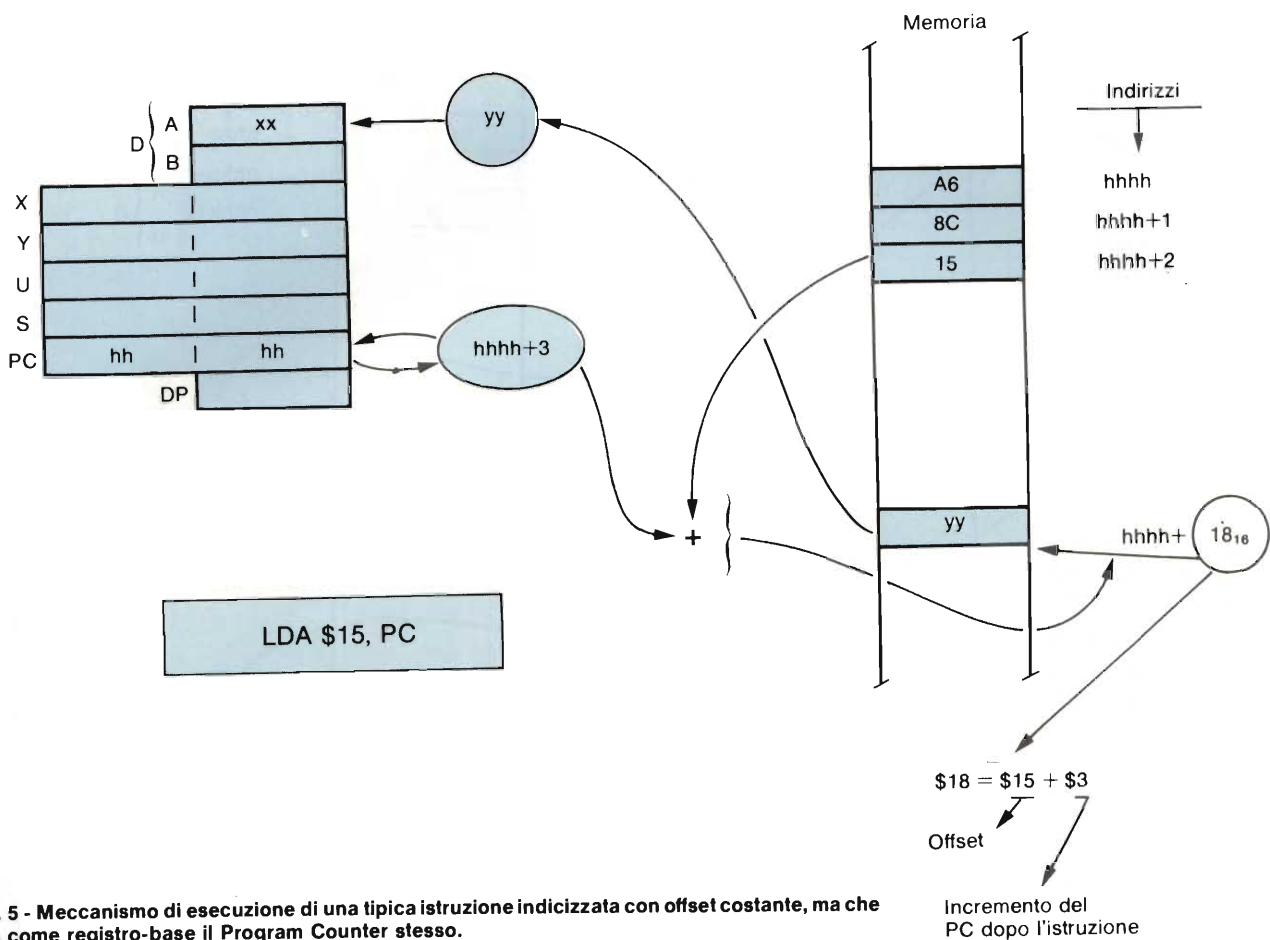 Memoria
Indirizzi
D { A xx
B
yy
A6 hhhh
8C hhhh+1
15 hhhh+2
X
Y
U
S
PC hh hh
DP
hhhh+3
+ }
yy
hhhh+ 18₁₆
LDA $15, PC
$18 = $15 + $3
Offset
Incremento del
PC dopo l'istruzione
. 5 - Meccanismo di esecuzione di una tipica istruzione indicizzata con offset costante, ma che
come registro-base il Program Counter stesso.